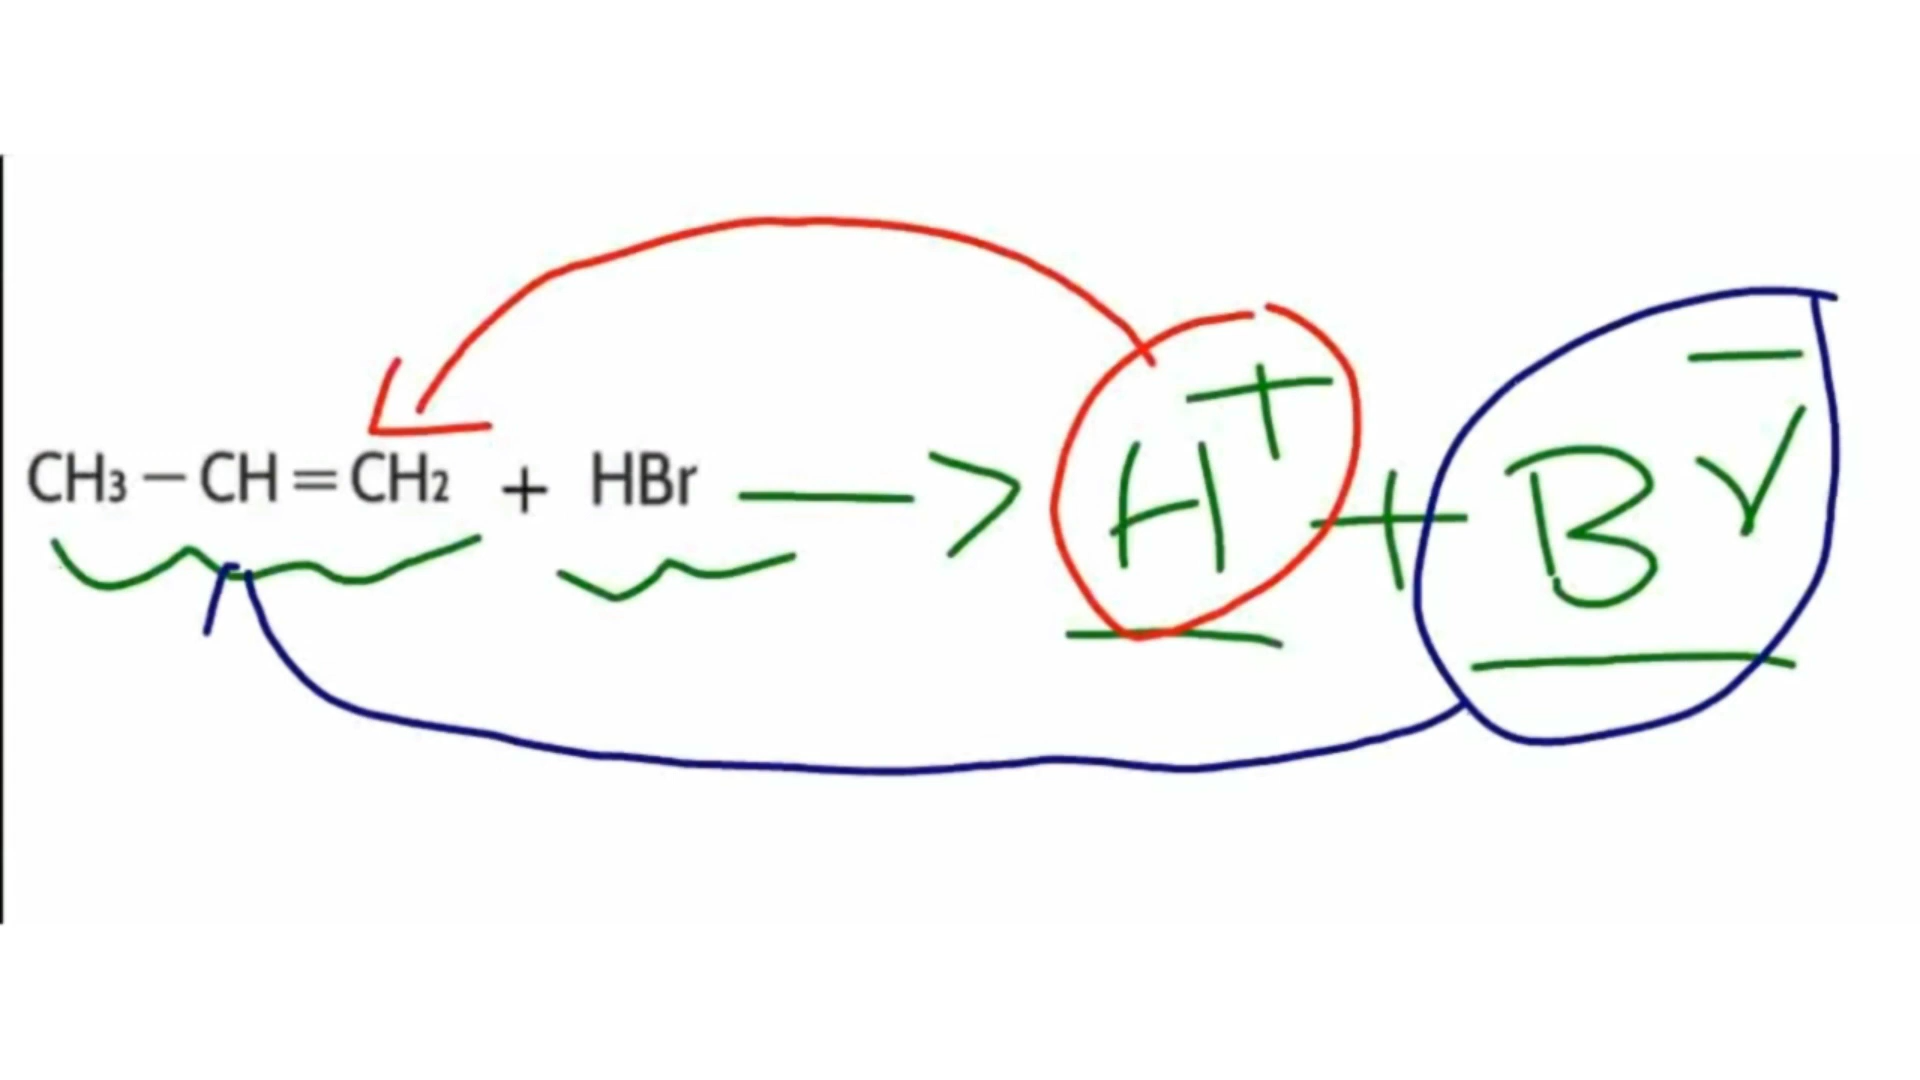 CH₃ – CH = CH₂ + HBr ⟶ H⁺ + Br⁻